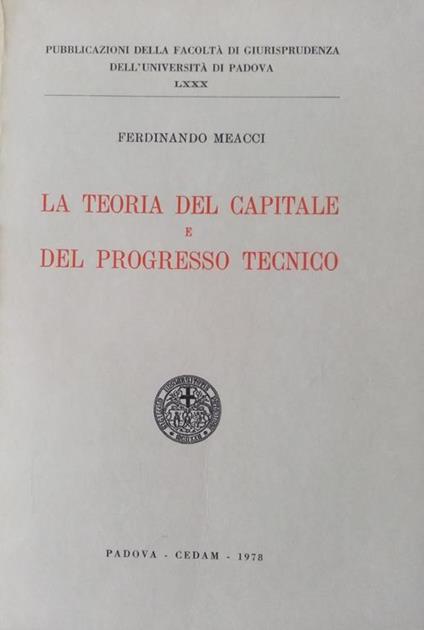 PUBBLICAZIONI DELLA FACOLTÀ DI GIURISPRUDENZA
DELL'UNIVERSITÀ DI PADOVA
LXXX
FERDINANDO MEACCI
LA TEORIA DEL CAPITALE
E
DEL PROGRESSO TECNICO
PADOVA - CEDAM - 1978